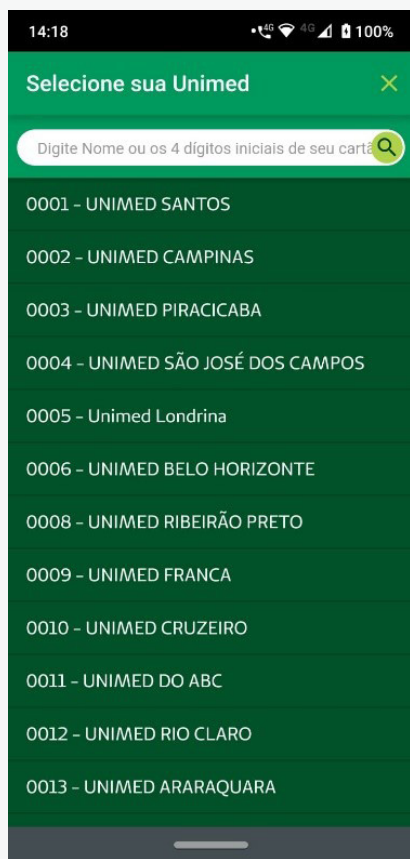 14:18 4G 4G 100%
Selecione sua Unimed
Digite Nome ou os 4 dígitos iniciais de seu cartã
0001 - UNIMED SANTOS
0002 - UNIMED CAMPINAS
0003 - UNIMED PIRACICABA
0004 - UNIMED SÃO JOSÉ DOS CAMPOS
0005 - Unimed Londrina
0006 - UNIMED BELO HORIZONTE
0008 - UNIMED RIBEIRÃO PRETO
0009 - UNIMED FRANCA
0010 - UNIMED CRUZEIRO
0011 - UNIMED DO ABC
0012 - UNIMED RIO CLARO
0013 - UNIMED ARARAQUARA